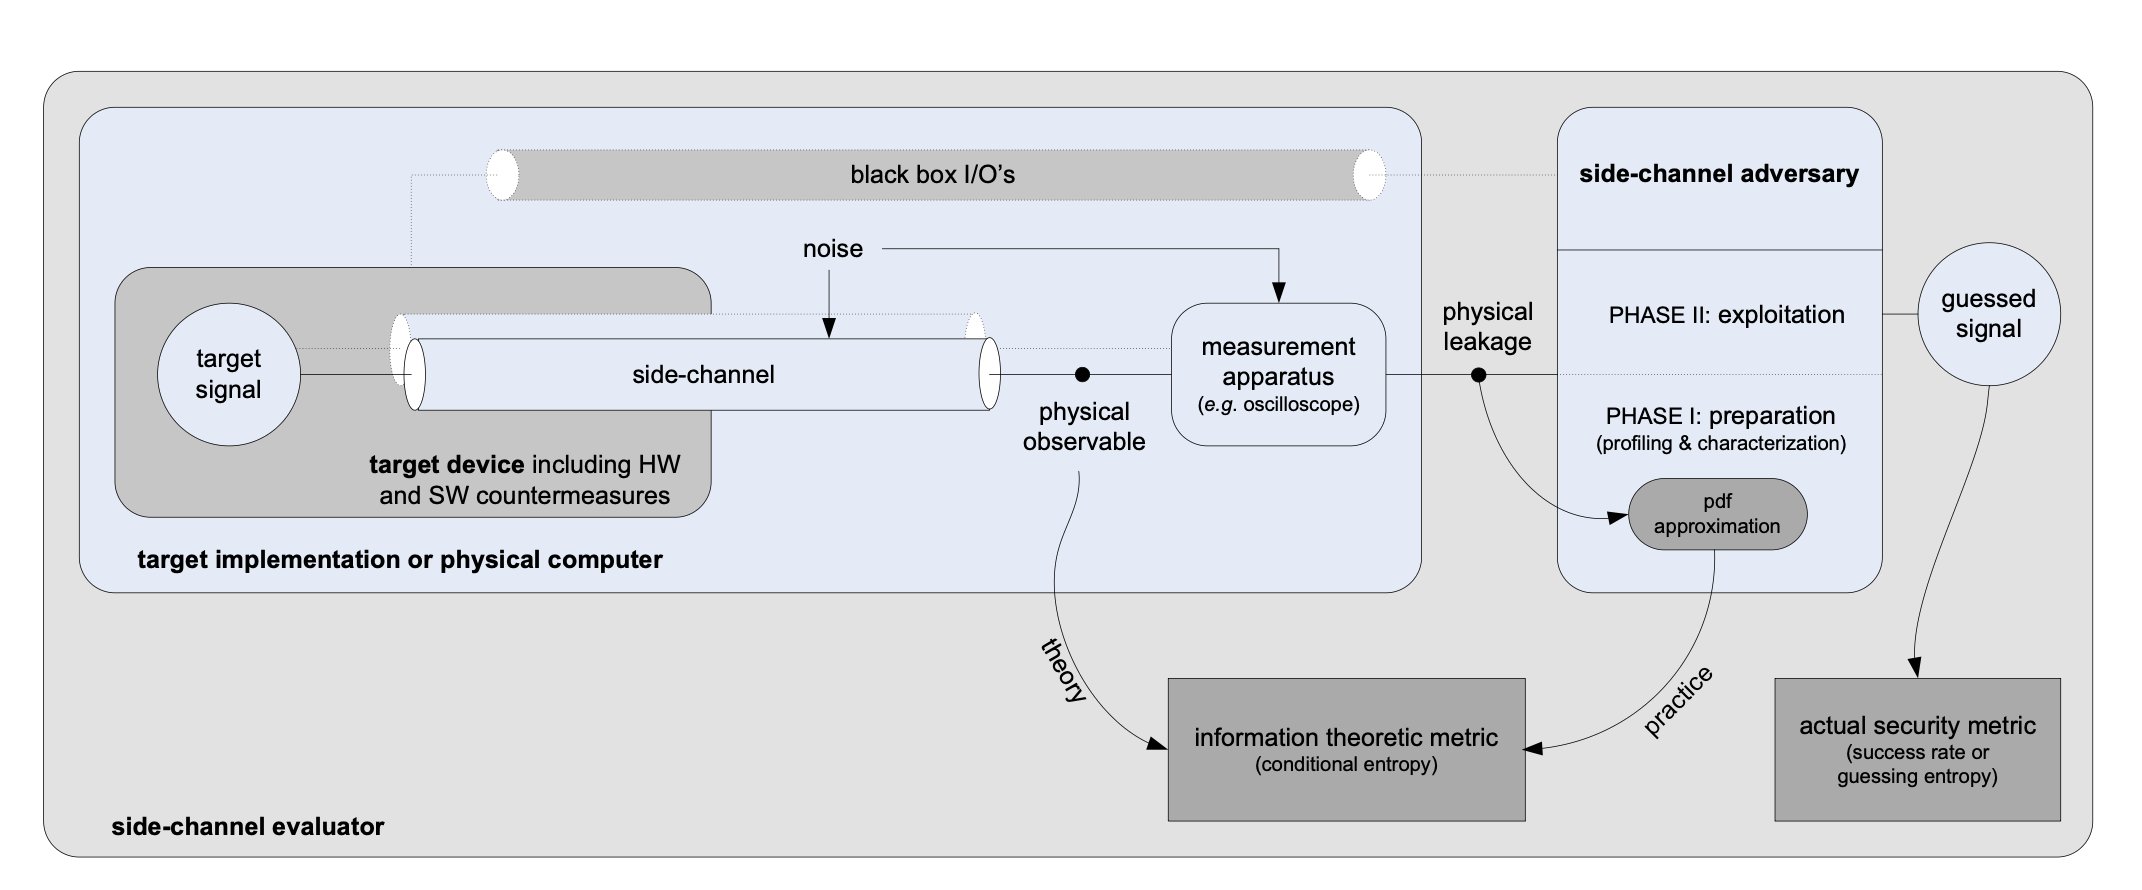 black box I/O's
side-channel adversary
noise
target
signal
side-channel
physical
observable
measurement
apparatus
(e.g. oscilloscope)
physical
leakage
PHASE II: exploitation
guessed
signal
PHASE I: preparation
(profiling & characterization)
pdf
approximation
target device including HW
and SW countermeasures
target implementation or physical computer
theory
practice
information theoretic metric
(conditional entropy)
actual security metric
(success rate or
guessing entropy)
side-channel evaluator